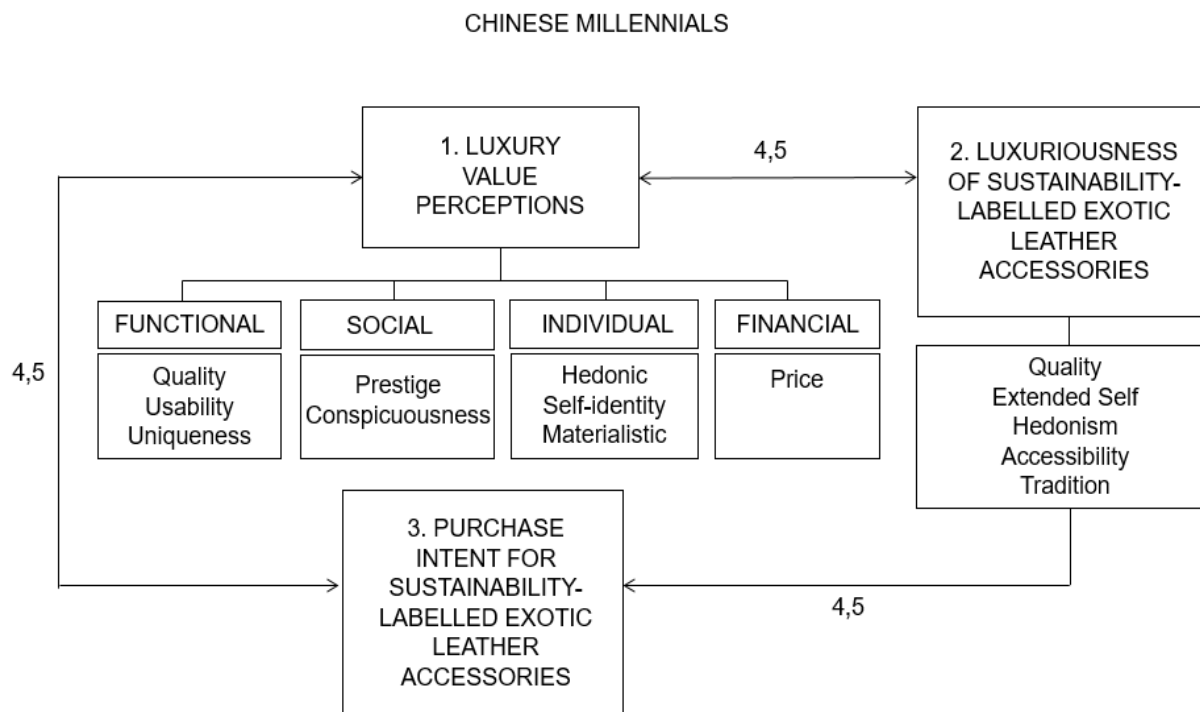 CHINESE MILLENNIALS
1. LUXURY
VALUE
PERCEPTIONS
4,5
2. LUXURIOUSNESS
OF SUSTAINABILITY-
LABELLED EXOTIC
LEATHER
ACCESSORIES
FUNCTIONAL
Quality
Usability
Uniqueness
SOCIAL
Prestige
Conspicuousness
INDIVIDUAL
Hedonic
Self-identity
Materialistic
FINANCIAL
Price
Quality
Extended Self
Hedonism
Accessibility
Tradition
4,5
3. PURCHASE
INTENT FOR
SUSTAINABILITY-
LABELLED EXOTIC
LEATHER
ACCESSORIES
4,5